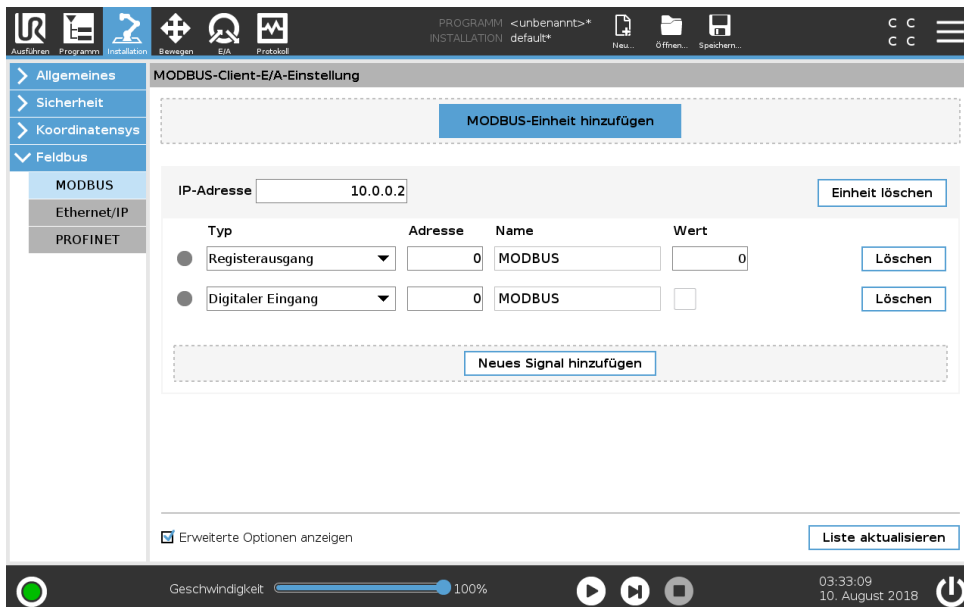 UR
PROGRAMM <unbenannt>*
INSTALLATION default*
C C
C C
Ausführen Programm Installation Bewegen E/A Protokoll Neu... Öffnen... Speichern...
Allgemeines
Sicherheit
Koordinatensys
Feldbus
MODBUS
Ethernet/IP
PROFINET
MODBUS-Client-E/A-Einstellung
MODBUS-Einheit hinzufügen
IP-Adresse 10.0.0.2 Einheit löschen
Typ Adresse Name Wert
Registerausgang 0 MODBUS 0 Löschen
Digitaler Eingang 0 MODBUS Löschen
Neues Signal hinzufügen
Erweiterte Optionen anzeigen Liste aktualisieren
Geschwindigkeit 100%
03:33:09
10. August 2018